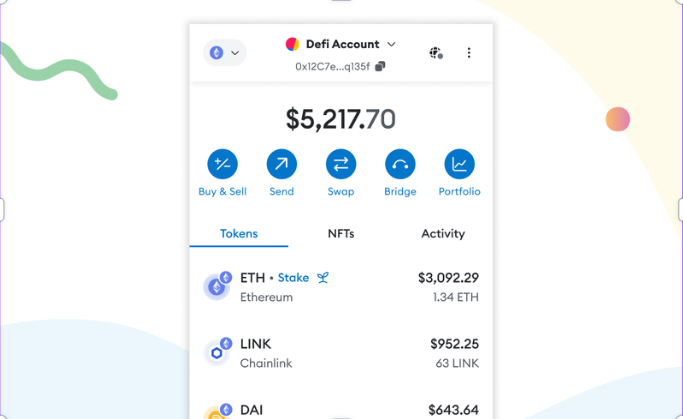 Defi Account
0x12C7e...q135f
$5,217.70
Buy & Sell
Send
Swap
Bridge
Portfolio
Tokens
NFTs
Activity
ETH • Stake
$3,092.29
Ethereum
1.34 ETH
LINK
$952.25
Chainlink
63 LINK
DAI
$643.64